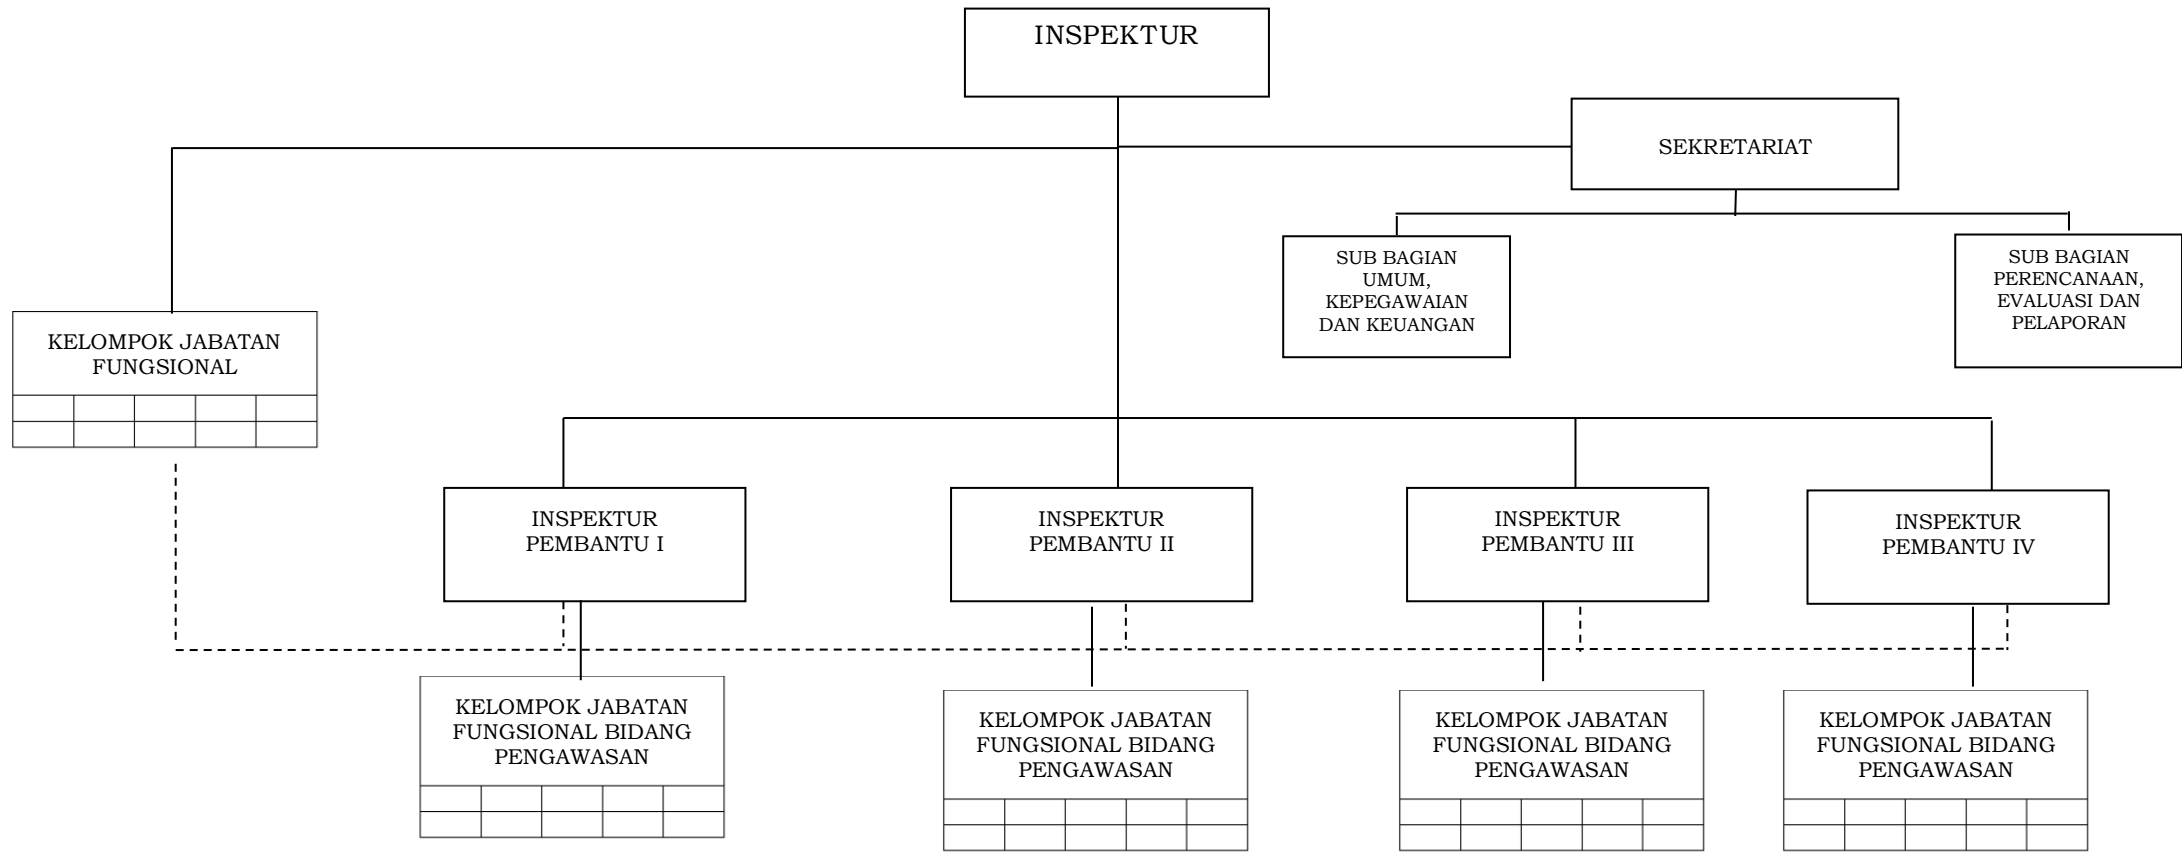 INSPEKTUR
SEKRETARIAT
SUB BAGIAN
UMUM,
KEPEGAWAIAN
DAN KEUANGAN
SUB BAGIAN
PERENCANAAN,
EVALUASI DAN
PELAPORAN
KELOMPOK JABATAN
FUNGSIONAL
INSPEKTUR
PEMBANTU I
INSPEKTUR
PEMBANTU II
INSPEKTUR
PEMBANTU III
INSPEKTUR
PEMBANTU IV
KELOMPOK JABATAN
FUNGSIONAL BIDANG
PENGAWASAN
KELOMPOK JABATAN
FUNGSIONAL BIDANG
PENGAWASAN
KELOMPOK JABATAN
FUNGSIONAL BIDANG
PENGAWASAN
KELOMPOK JABATAN
FUNGSIONAL BIDANG
PENGAWASAN